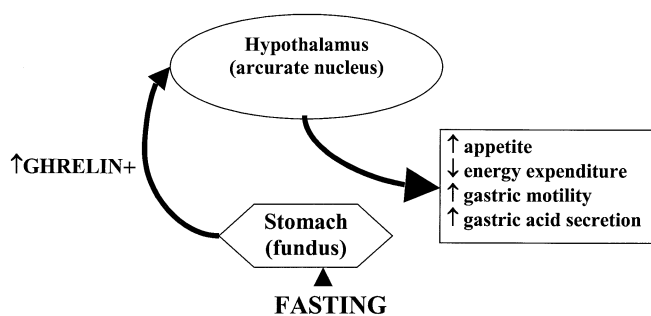 Hypothalamus
(arcurate nucleus)
↑GHRELIN+
↑ appetite
↓ energy expenditure
↑ gastric motility
↑ gastric acid secretion
Stomach
(fundus)
FASTING